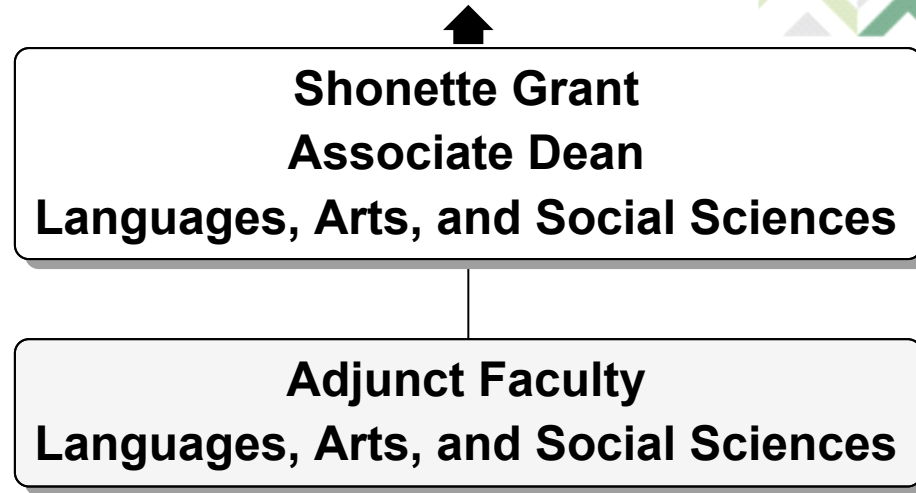 Shonette Grant
Associate Dean
Languages, Arts, and Social Sciences
Adjunct Faculty
Languages, Arts, and Social Sciences